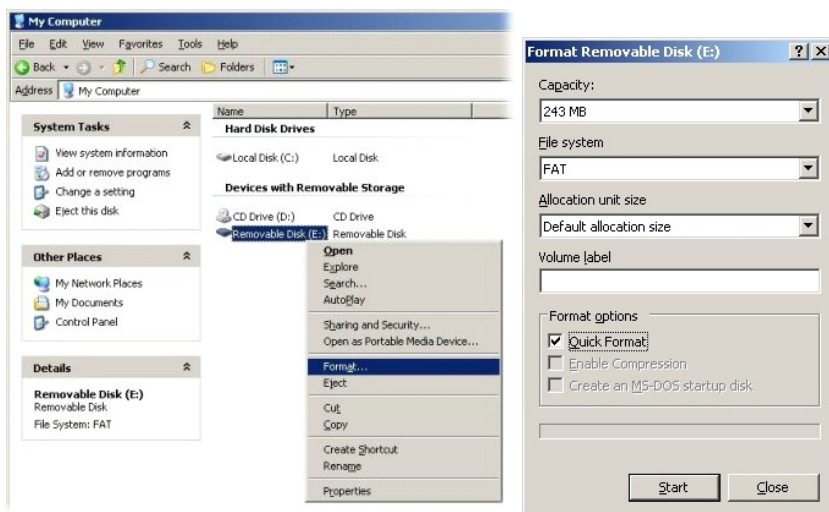 My Computer
File Edit View Favorites Tools Help
Back Search Folders
Address My Computer
System Tasks
View system information
Add or remove programs
Change a setting
Eject this disk
Other Places
My Network Places
My Documents
Control Panel
Details
Removable Disk (E:)
Removable Disk
File System: FAT
Name Type
Hard Disk Drives
Local Disk (C:) Local Disk
Devices with Removable Storage
CD Drive (D:) CD Drive
Removable Disk (E:) Removable Disk
Open
Explore
Search...
AutoPlay
Sharing and Security...
Open as Portable Media Device...
Format...
Eject
Cut
Copy
Create Shortcut
Rename
Properties
Format Removable Disk (E:)
Capacity:
243 MB
File system
FAT
Allocation unit size
Default allocation size
Volume label
Format options
Quick Format
Enable Compression
Create an MS-DOS startup disk
Start Close